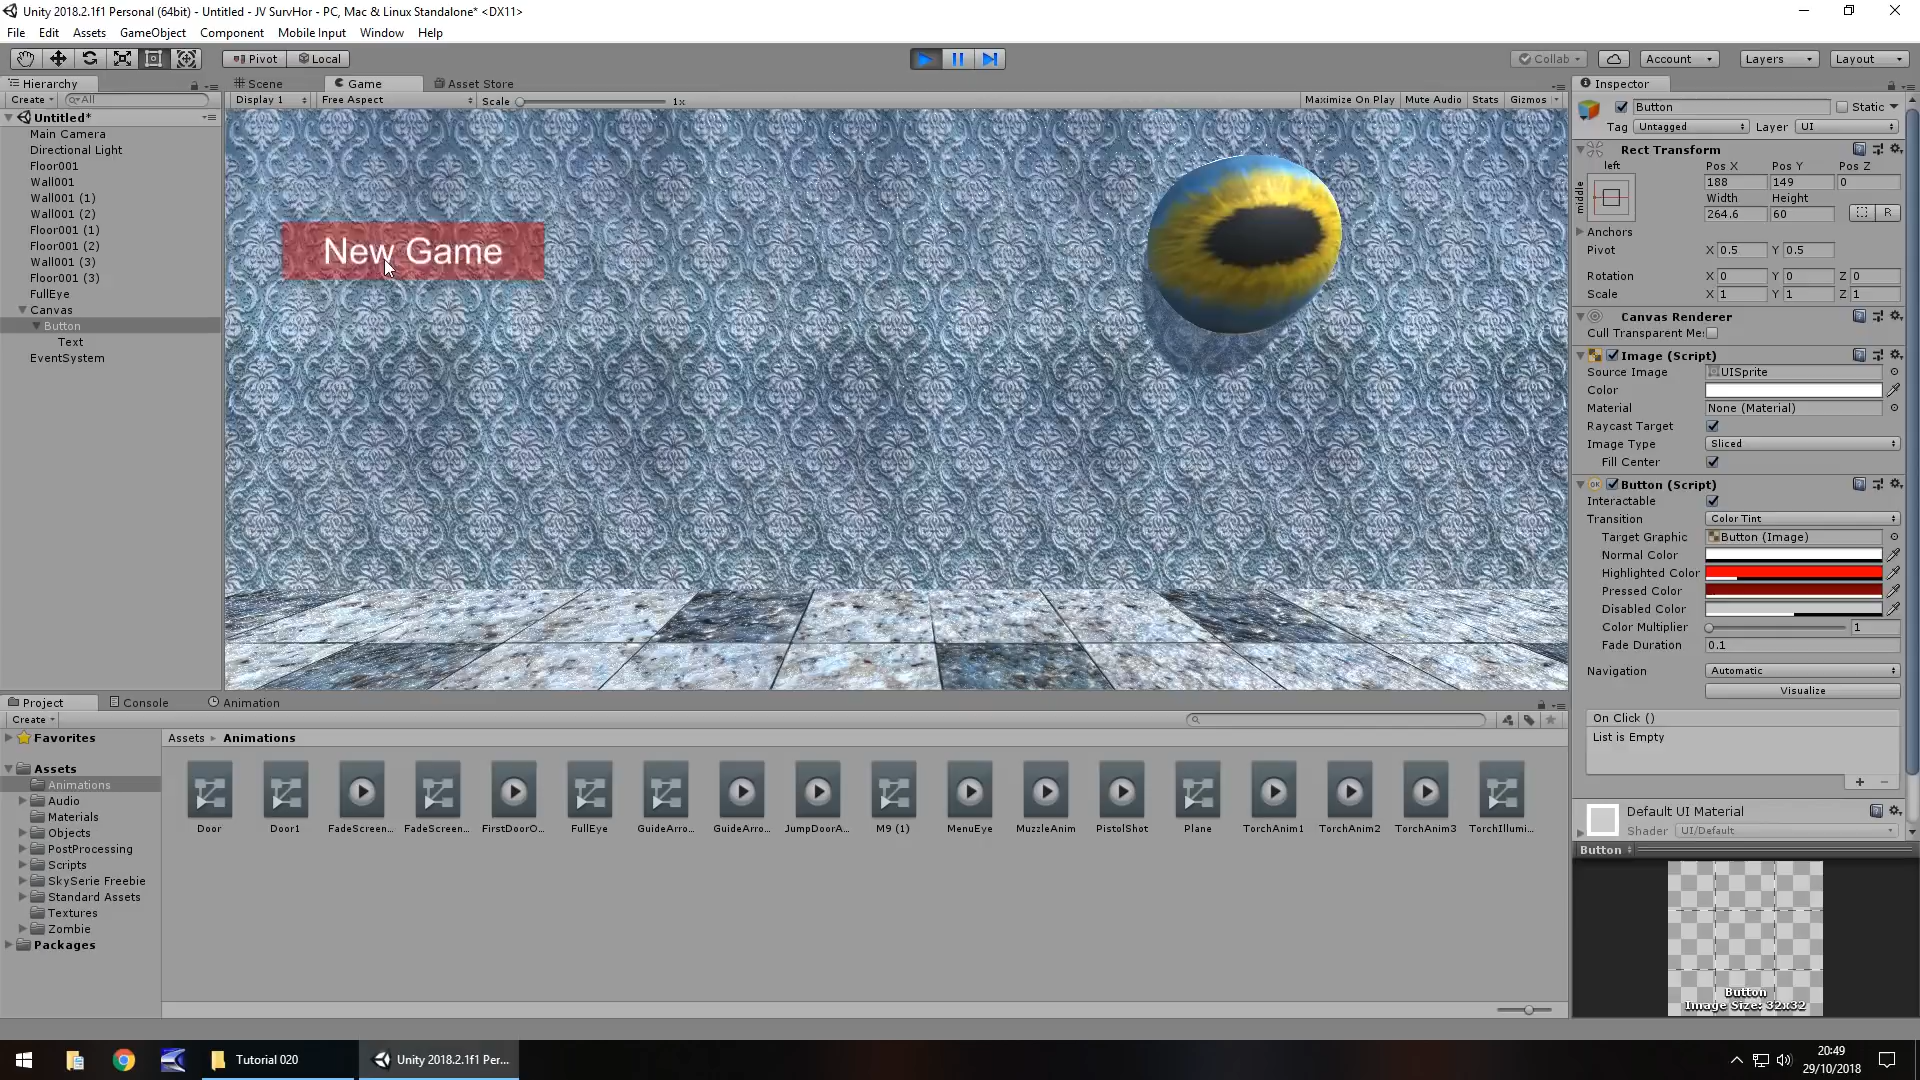 Unity 2018.2.1f1 Personal (64bit) - Untitled - JV SurvHor - PC, Mac & Linux Standalone* <DX11>
File Edit Assets GameObject Component Mobile Input Window Help
Pivot Local Collab Account Layers Layout
Hierarchy Scene Game Asset Store Inspector
Create All Display 1 Free Aspect Scale 1x Maximize On Play Mute Audio Stats Gizmos
Button Static
Untitled*
Tag Untagged Layer UI
Main Camera
Directional Light
Floor001
Wall001
Wall001 (1)
Wall001 (2)
Floor001 (1)
Floor001 (2)
Wall001 (3)
Floor001 (3)
FullEye
Canvas
Button
Text
EventSystem
New Game
Rect Transform
left Pos X Pos Y Pos Z
middle 188 149 0
Width Height
264.6 60 R
Anchors
Pivot X 0.5 Y 0.5
Rotation X 0 Y 0 Z 0
Scale X 1 Y 1 Z 1
Canvas Renderer
Cull Transparent Me
Image (Script)
Source Image UISprite
Color
Material None (Material)
Raycast Target
Image Type Sliced
Fill Center
OK Button (Script)
Interactable
Transition Color Tint
Target Graphic Button (Image)
Normal Color
Highlighted Color
Pressed Color
Disabled Color
Color Multiplier 1
Fade Duration 0.1
Navigation Automatic
Visualize
On Click ()
List is Empty
+ −
Default UI Material
Shader UI/Default
Button
Button
Image Size: 32x32
Project Console Animation
Create
Favorites
Assets
Animations
Audio
Materials
Objects
PostProcessing
Scripts
SkySerie Freebie
Standard Assets
Textures
Zombie
Packages
Assets ▸ Animations
Door Door1 FadeScreen... FadeScreen... FirstDoorO... FullEye GuideArro... GuideArro... JumpDoorA... M9 (1) MenuEye MuzzleAnim PistolShot Plane TorchAnim1 TorchAnim2 TorchAnim3 TorchIllumi...
Tutorial 020 Unity 2018.2.1f1 Per...
20:49
29/10/2018